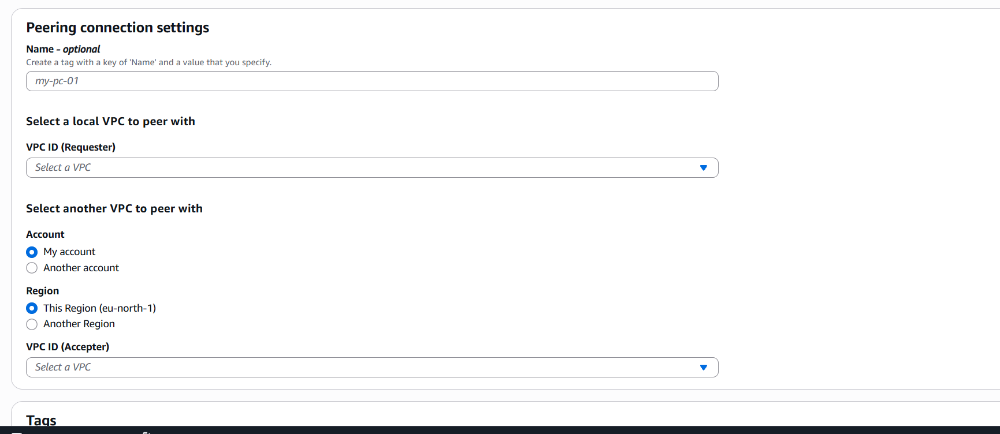 Peering connection settings
Name - optional
Create a tag with a key of 'Name' and a value that you specify.
my-pc-01
Select a local VPC to peer with
VPC ID (Requester)
Select a VPC
Select another VPC to peer with
Account
My account
Another account
Region
This Region (eu-north-1)
Another Region
VPC ID (Accepter)
Select a VPC
Tags